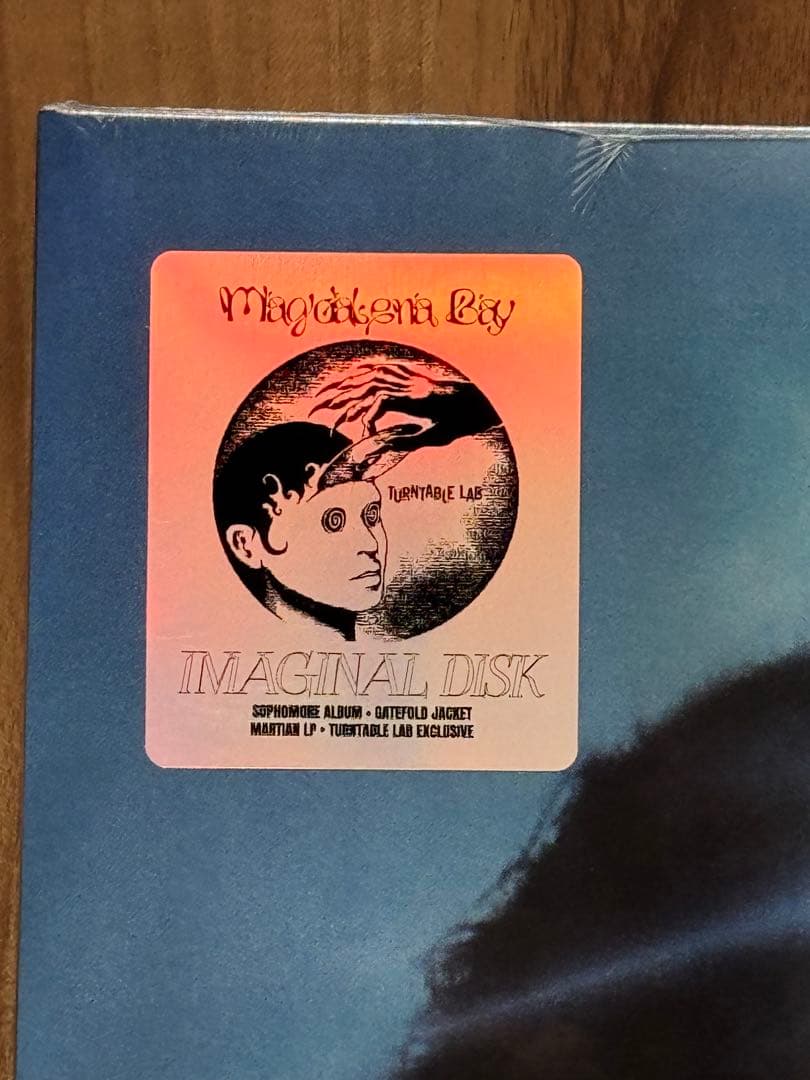 Magdalena Bay
TURNTABLE LAB
IMAGINAL DISK
SOPHOMORE ALBUM • GATEFOLD JACKET
MARTIAN LP • TURNTABLE LAB EXCLUSIVE